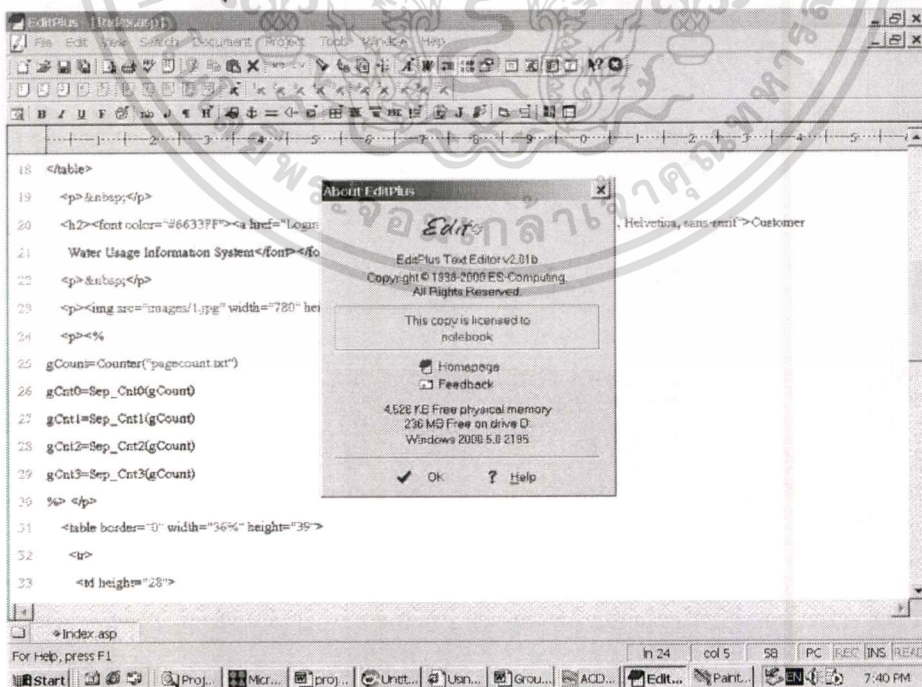 EditPlus - [Index.asp]
File Edit View Search Document Project Tools Window Help
18 </table>
19 <p>&nbsp;</p>
20 <h2><font color="#6633FF"><a href="Login , Helvetica, sans-serif">Customer
21 Water Usage Information System</font></fo
22 <p>&nbsp;</p>
23 <p><img src="images/1.jpg" width="780" hei
24 <p><%
25 gCount=Counter("pagecount.txt")
26 gCnt0=Sep_Cnt0(gCount)
27 gCnt1=Sep_Cnt1(gCount)
28 gCnt2=Sep_Cnt2(gCount)
29 gCnt3=Sep_Cnt3(gCount)
30 %> </p>
31 <table border="0" width="36%" height="39">
32 <tr>
33 <td height="28">
About EditPlus
EditPlus Text Editor v2.01b
Copyright © 1998-2000 ES-Computing.
All Rights Reserved.
This copy is licensed to
notebook
Homepage
Feedback
4,528 KB Free physical memory
236 MB Free on drive D:
Windows 2000 5.0 2195
OK ? Help
Index.asp
For Help, press F1
ln 24 col 5 58 PC REC INS READ
Start Proj... Micr... proj... Untit... Usin... Grou... ACD... Edit... Paint... EN 7:40 PM